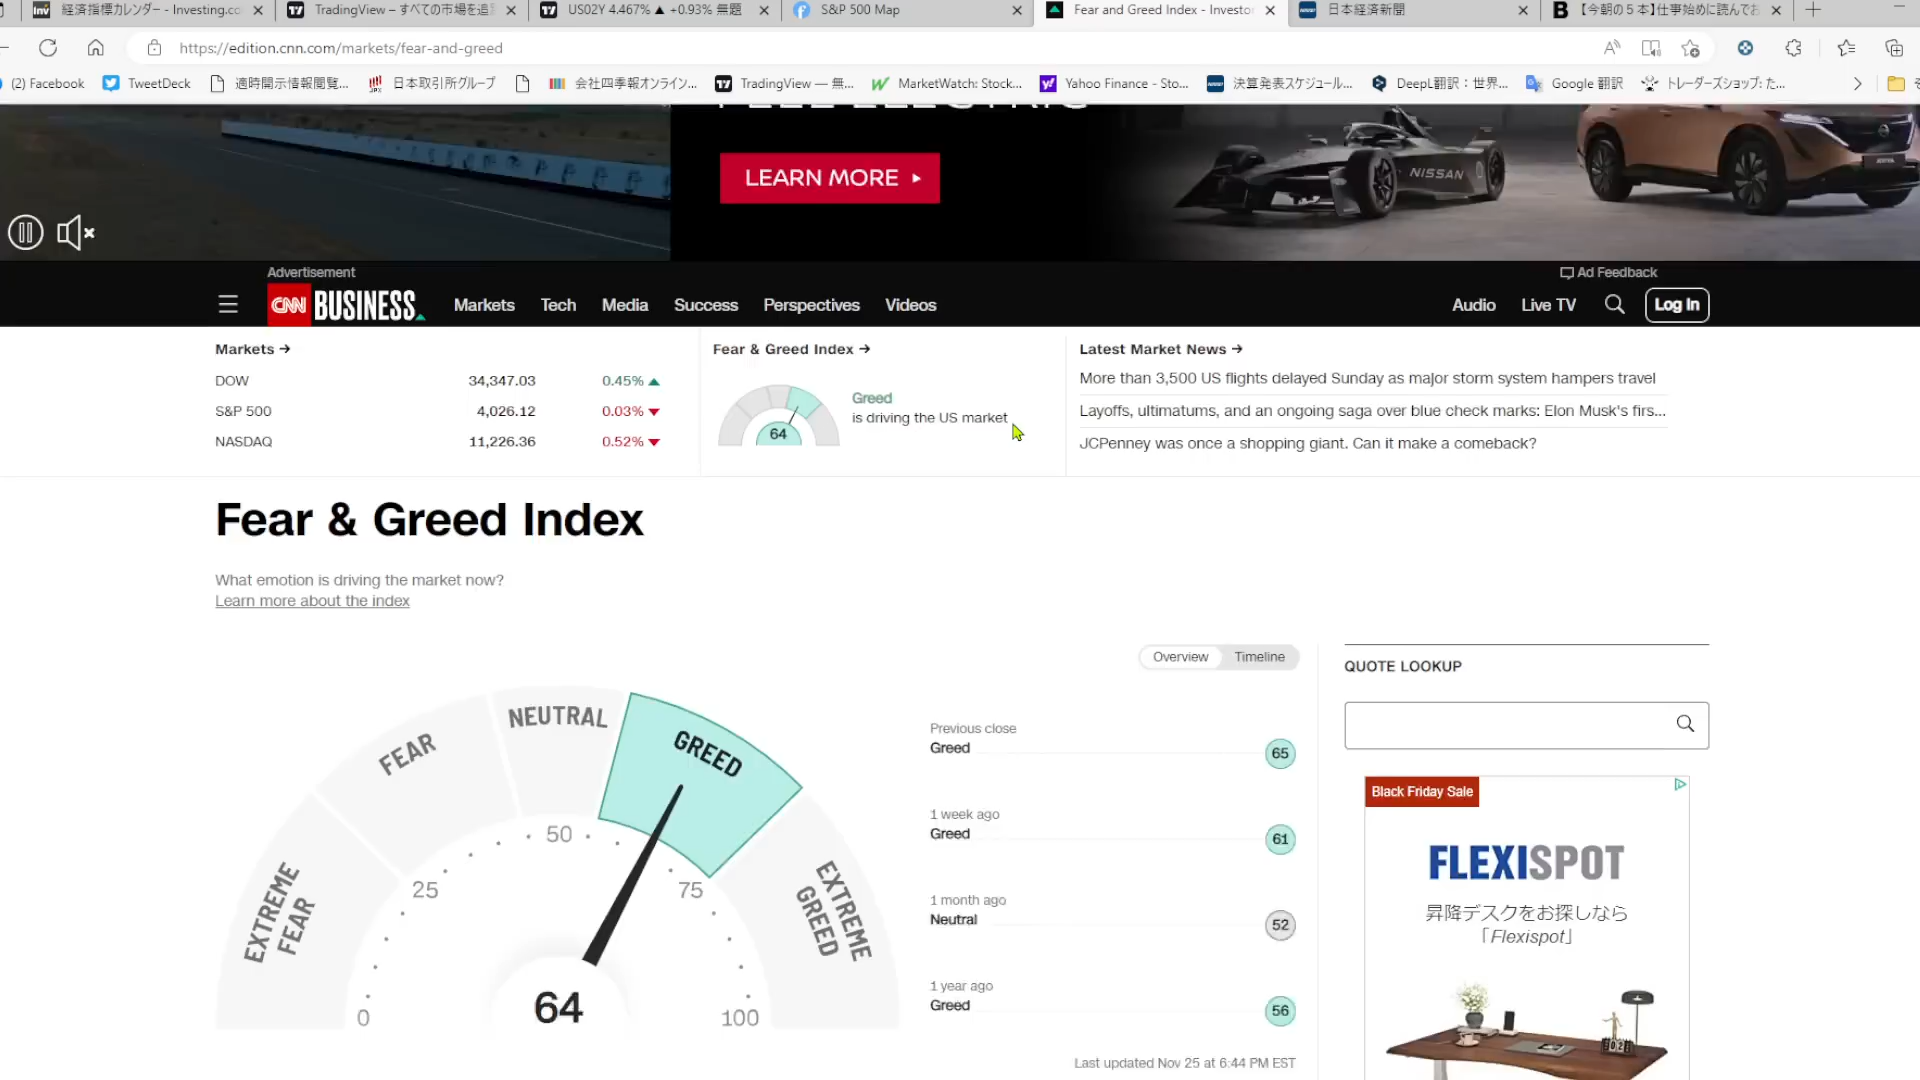 経済指標カレンダー - Investing.co
TradingView – すべての市場を追
US02Y 4.467% ▲ +0.93% 無題
S&P 500 Map
Fear and Greed Index - Investor
日本経済新聞
【今朝の５本】仕事始めに読んでお
https://edition.cnn.com/markets/fear-and-greed
(2) Facebook
TweetDeck
適時開示情報閲覧...
日本取引所グループ
会社四季報オンライン...
TradingView — 無...
MarketWatch: Stock...
Yahoo Finance - Sto...
決算発表スケジュール...
DeepL翻訳：世界...
Google 翻訳
トレーダーズショップ: た...
LEARN MORE
NISSAN
Advertisement
Ad Feedback
CNN BUSINESS
Markets
Tech
Media
Success
Perspectives
Videos
Audio
Live TV
Log In
Markets →
DOW 34,347.03 0.45% ▲
S&P 500 4,026.12 0.03% ▼
NASDAQ 11,226.36 0.52% ▼
Fear & Greed Index →
Greed
is driving the US market
64
Latest Market News →
More than 3,500 US flights delayed Sunday as major storm system hampers travel
Layoffs, ultimatums, and an ongoing saga over blue check marks: Elon Musk's firs...
JCPenney was once a shopping giant. Can it make a comeback?
Fear & Greed Index
What emotion is driving the market now?
Learn more about the index
Overview
Timeline
EXTREME FEAR
FEAR
NEUTRAL
GREED
EXTREME GREED
0
25
50
75
100
64
Previous close
Greed
65
1 week ago
Greed
61
1 month ago
Neutral
52
1 year ago
Greed
56
Last updated Nov 25 at 6:44 PM EST
QUOTE LOOKUP
Black Friday Sale
FLEXISPOT
昇降デスクをお探しなら
「Flexispot」